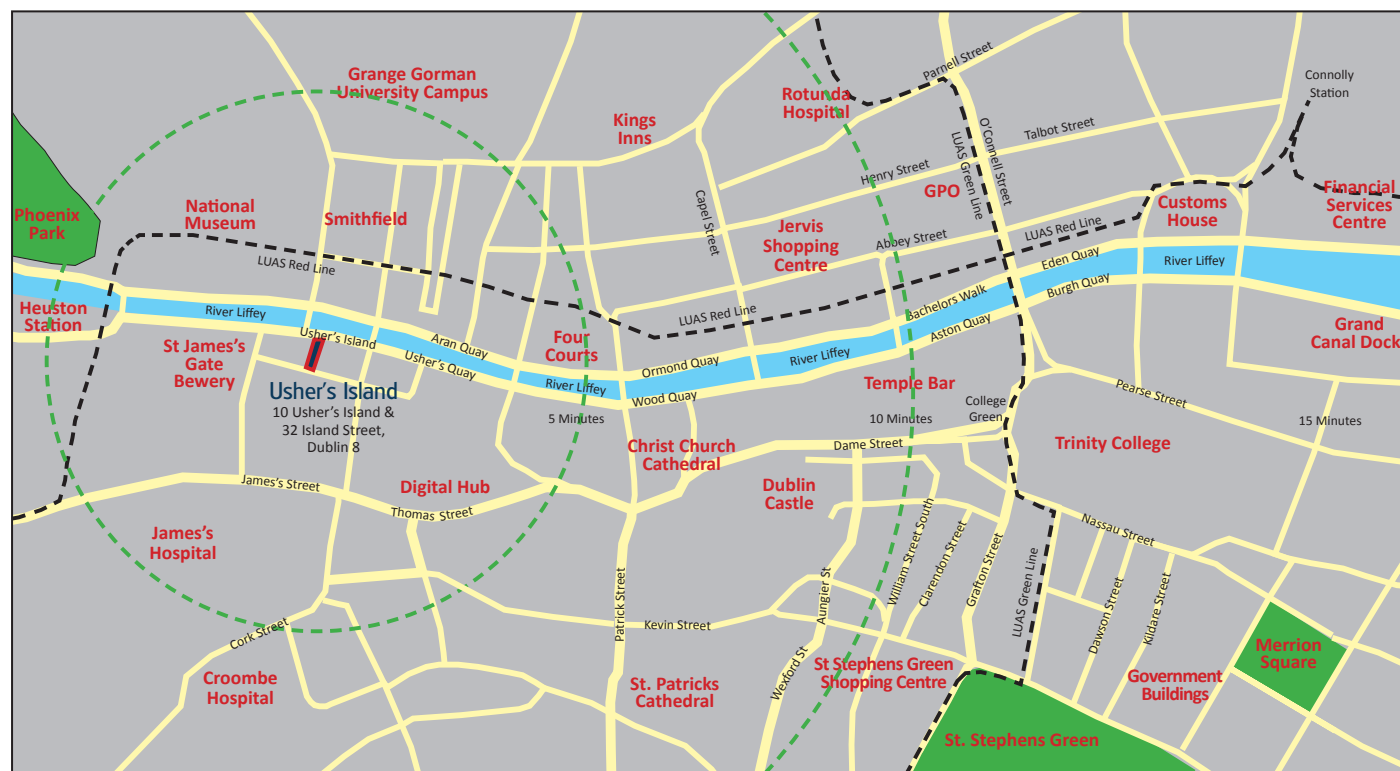 Grange Gorman
University Campus
Kings
Inns
Rotunda
Hospital
Parnell Street
Connolly
Station
O'Connell Street
LUAS Green Line
Talbot Street
Henry Street
GPO
Phoenix
Park
National
Museum
Smithfield
Capel Street
Jervis
Shopping
Centre
Abbey Street
LUAS Red Line
Customs
House
Financial
Services
Centre
LUAS Red Line
LUAS Red Line
Eden Quay
Burgh Quay
River Liffey
Heuston
Station
River Liffey
Usher's Island
Aran Quay
Usher's Quay
Four
Courts
River Liffey
Ormond Quay
Wood Quay
River Liffey
Bachelors Walk
Aston Quay
Grand
Canal Dock
St James's
Gate
Bewery
Usher's Island
10 Usher's Island &
32 Island Street,
Dublin 8
5 Minutes
Temple Bar
10 Minutes
College
Green
Pearse Street
15 Minutes
Christ Church
Cathedral
Dame Street
Trinity College
James's Street
Digital Hub
Thomas Street
Dublin
Castle
James's
Hospital
William Street South
Clarendon Street
Grafton Street
Nassau Street
LUAS Green Line
Dawson Street
Kildare Street
Patrick Street
Kevin Street
Aungier St
Wexford St
Cork Street
Croombe
Hospital
St. Patricks
Cathedral
St Stephens Green
Shopping Centre
Government
Buildings
Merrion
Square
St. Stephens Green